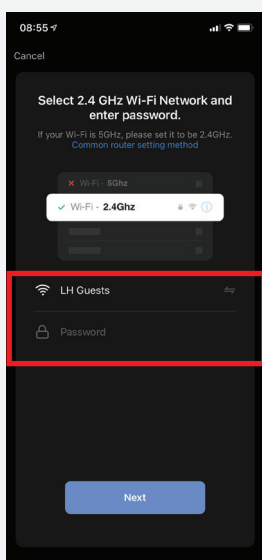 08:55
Cancel
Select 2.4 GHz Wi-Fi Network and
enter password.
If your Wi-Fi is 5GHz, please set it to be 2.4GHz.
Common router setting method
Wi-Fi - 5Ghz
Wi-Fi - 2.4Ghz
LH Guests
Password
Next